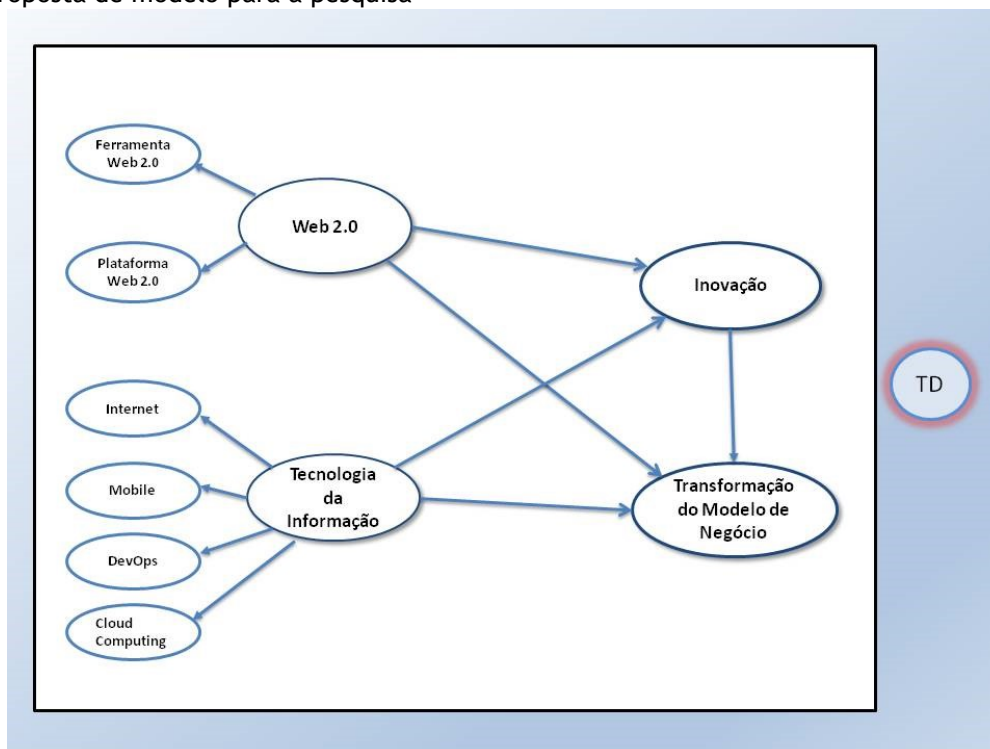 roposta de modelo para a pesquisa
Ferramenta
Web 2.0
Web 2.0
Plataforma
Web 2.0
Inovação
TD
Internet
Mobile
Tecnologia
da
Informação
Transformação
do Modelo de
Negócio
DevOps
Cloud
Computing